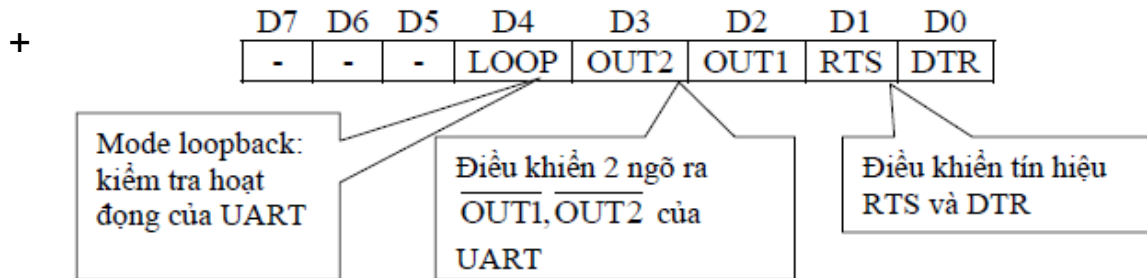 D7 D6 D5 D4 D3 D2 D1 D0
+
- - - LOOP OUT2 OUT1 RTS DTR
Mode loopback:
kiểm tra hoạt
đọng của UART
Điều khiển 2 ngõ ra
OUT1, OUT2 của
UART
Điều khiển tín hiệu
RTS và DTR